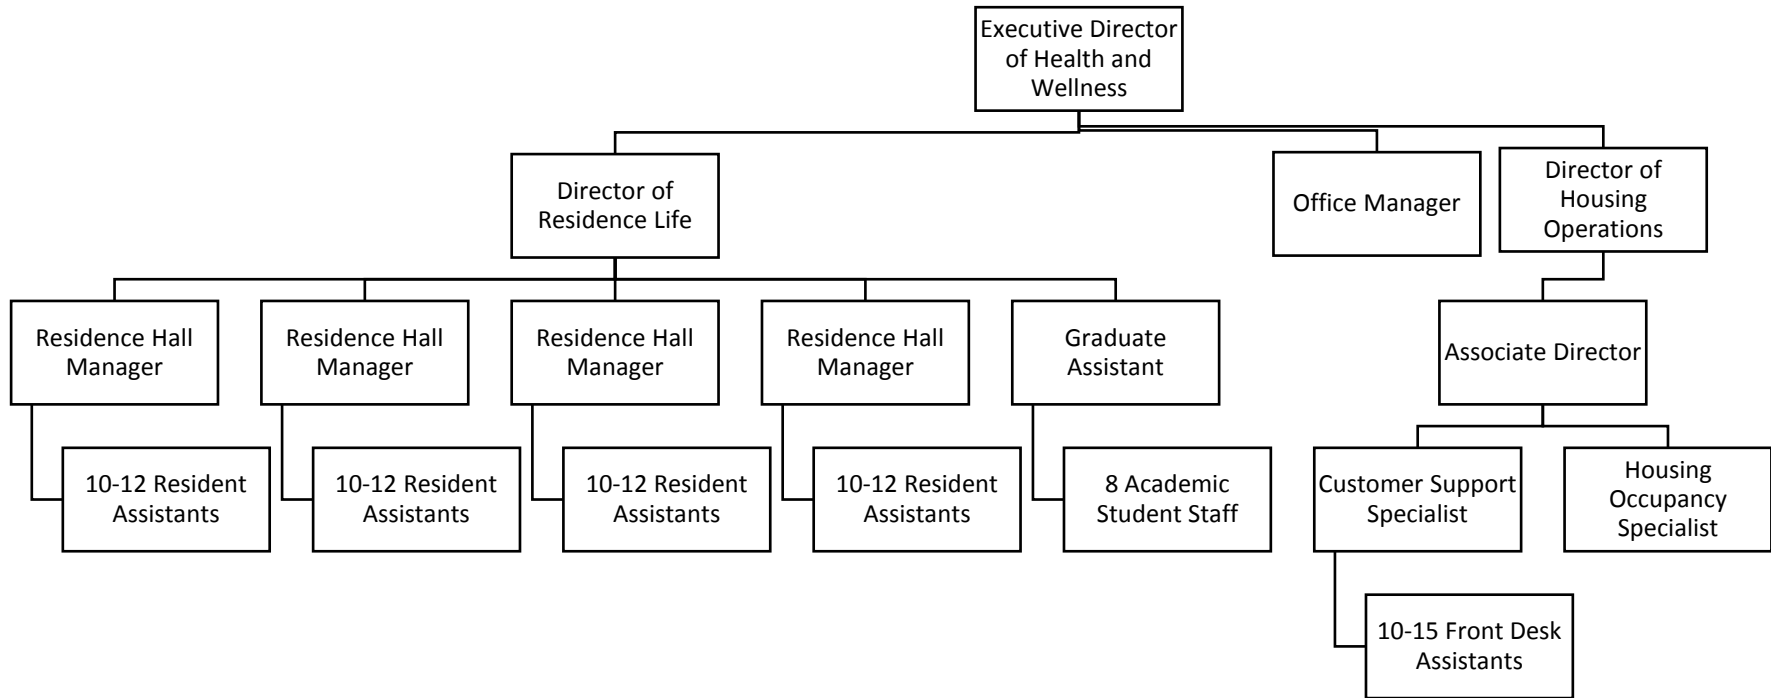 Executive Director
of Health and
Wellness
Director of
Residence Life
Office Manager
Director of
Housing
Operations
Residence Hall
Manager
Residence Hall
Manager
Residence Hall
Manager
Residence Hall
Manager
Graduate
Assistant
Associate Director
10-12 Resident
Assistants
10-12 Resident
Assistants
10-12 Resident
Assistants
10-12 Resident
Assistants
8 Academic
Student Staff
Customer Support
Specialist
Housing
Occupancy
Specialist
10-15 Front Desk
Assistants